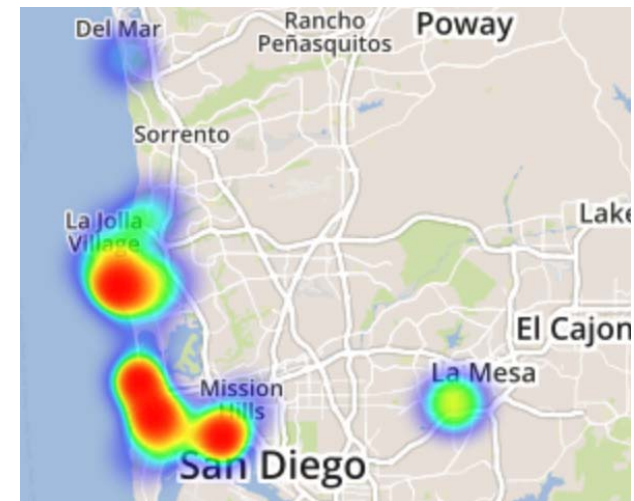 Del Mar
Rancho
Peñasquitos
Poway
Sorrento
La Jolla
Village
Lake
El Cajon
La Mesa
Mission
Hills
San Diego